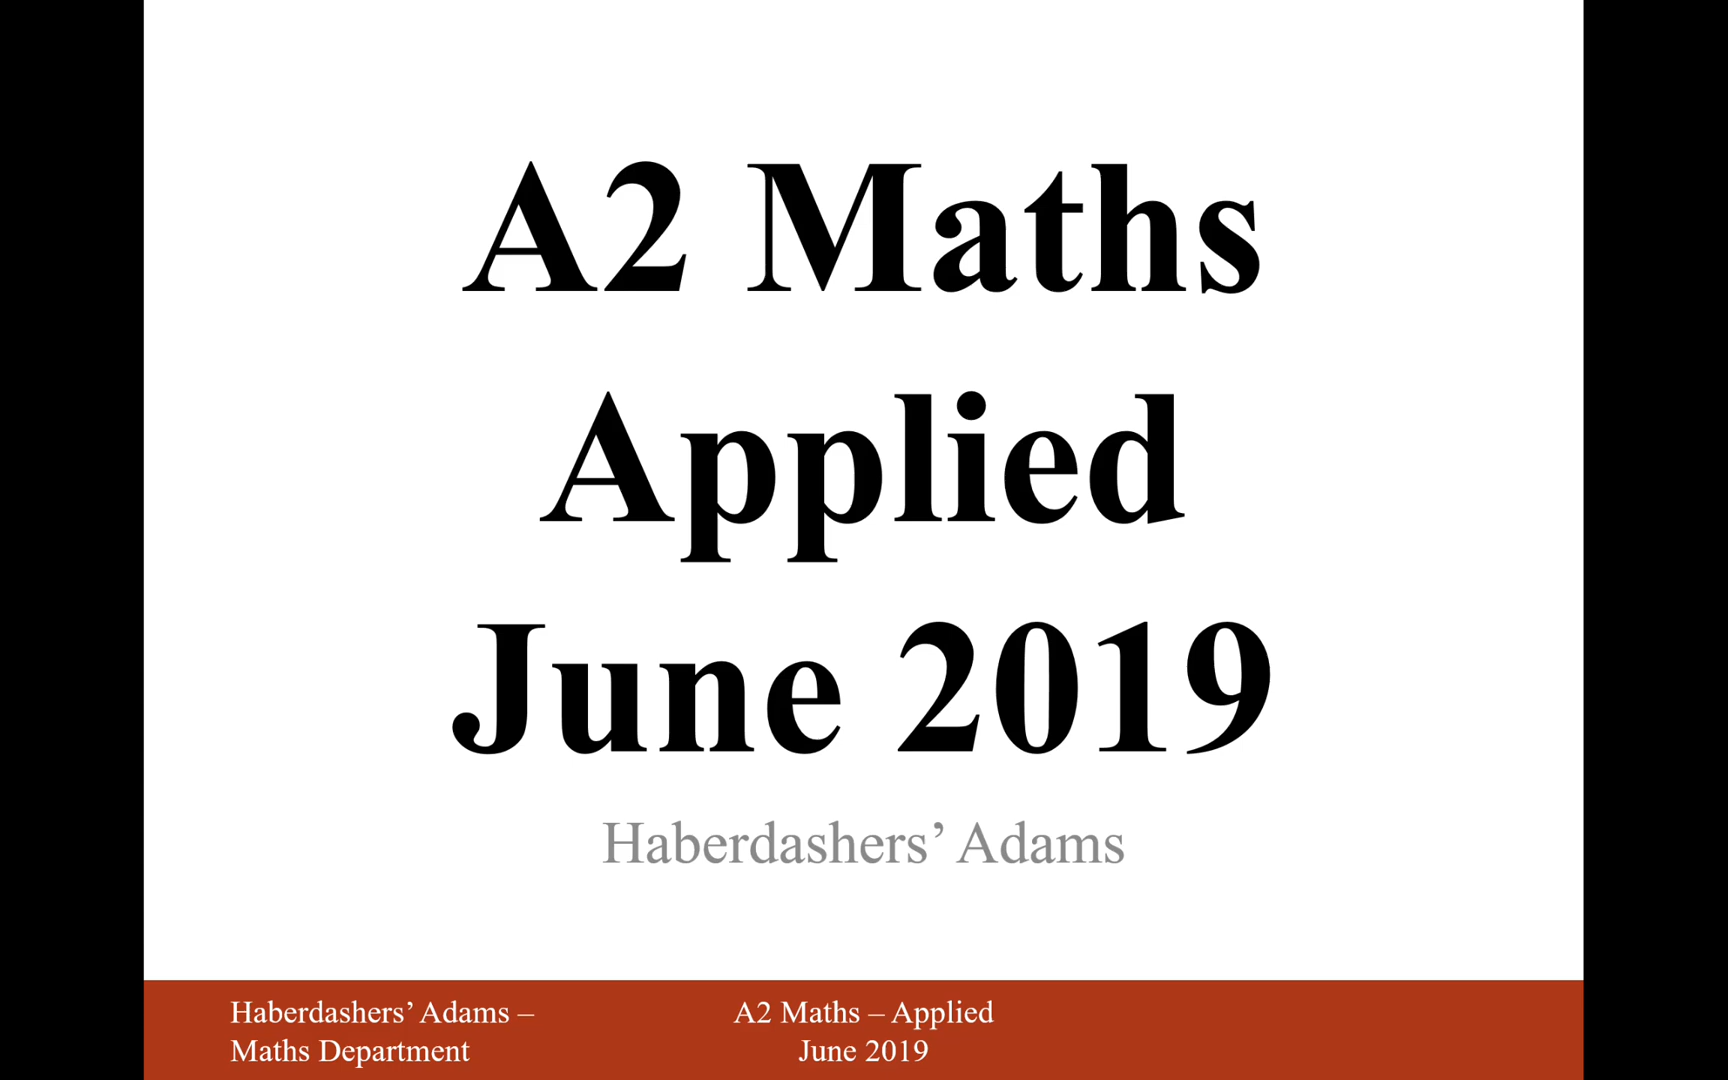 A2 Maths
Applied
June 2019
Haberdashers’ Adams
Haberdashers’ Adams –
Maths Department
A2 Maths – Applied
June 2019